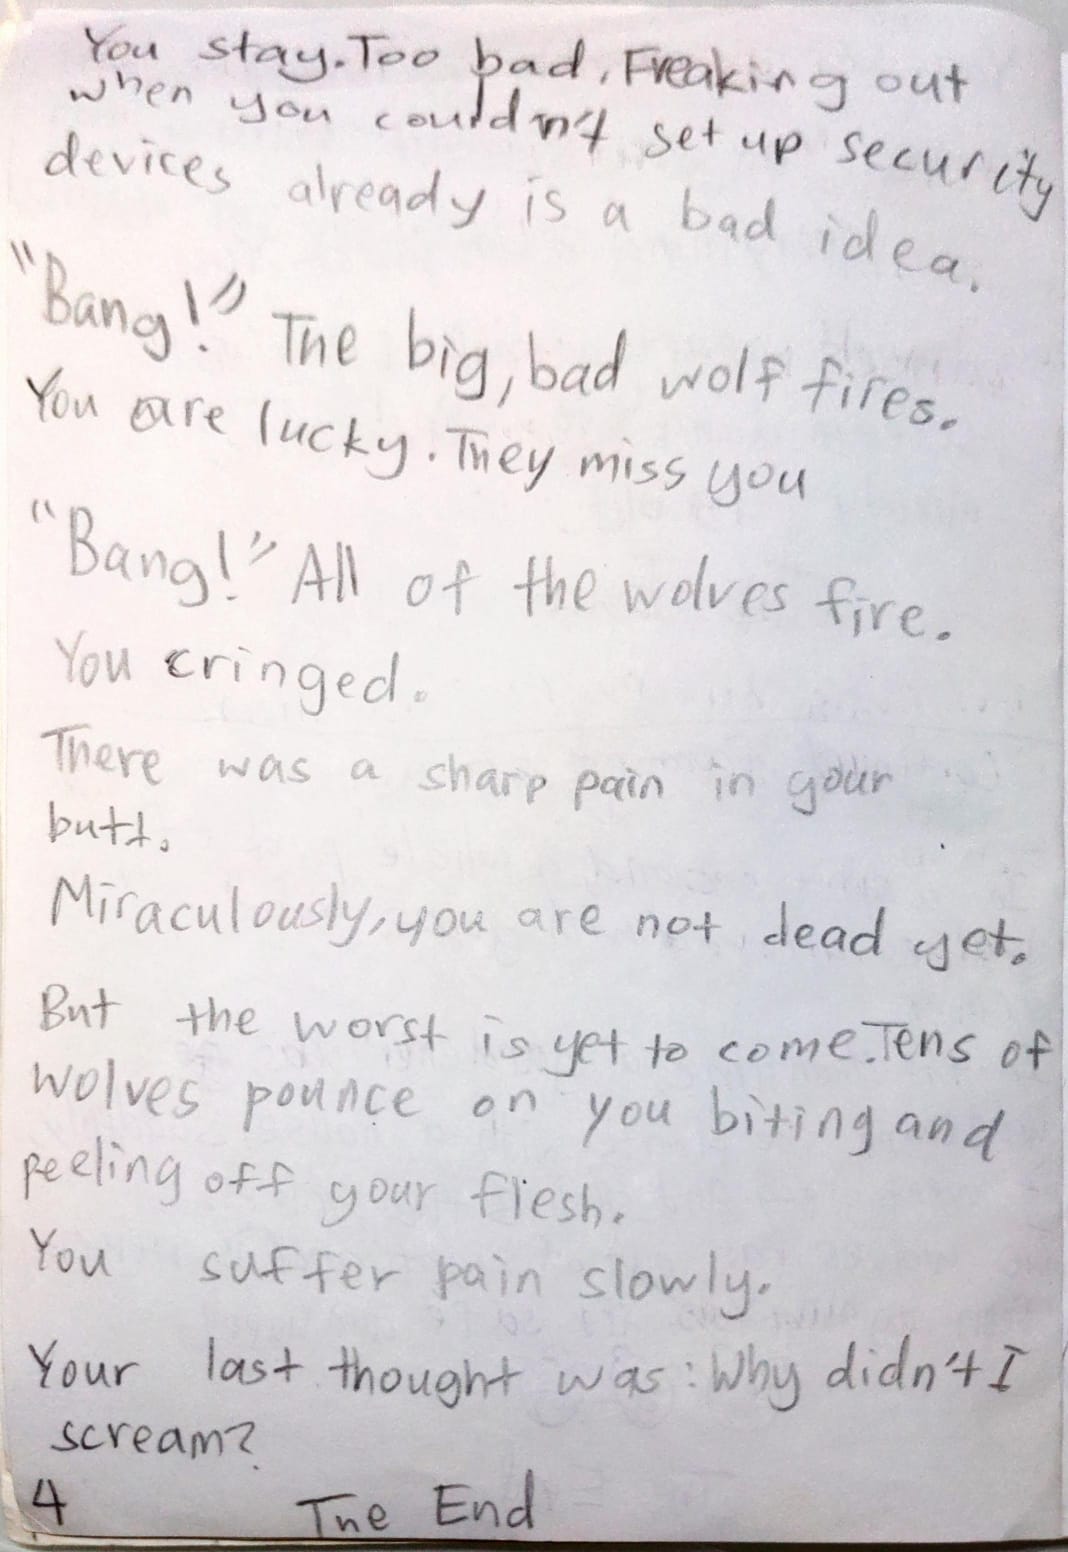 You stay. Too bad. Freaking out
when you couldn't set up security
devices already is a bad idea.
"Bang!" The big, bad wolf fires.
You are lucky. They miss you
"Bang!" All of the wolves fire.
You cringed.
There was a sharp pain in your
butt.
Miraculously, you are not dead yet.
But the worst is yet to come. Tens of
wolves pounce on you biting and
peeling off your flesh.
You suffer pain slowly.
Your last thought was: Why didn't I
scream?
4 The End